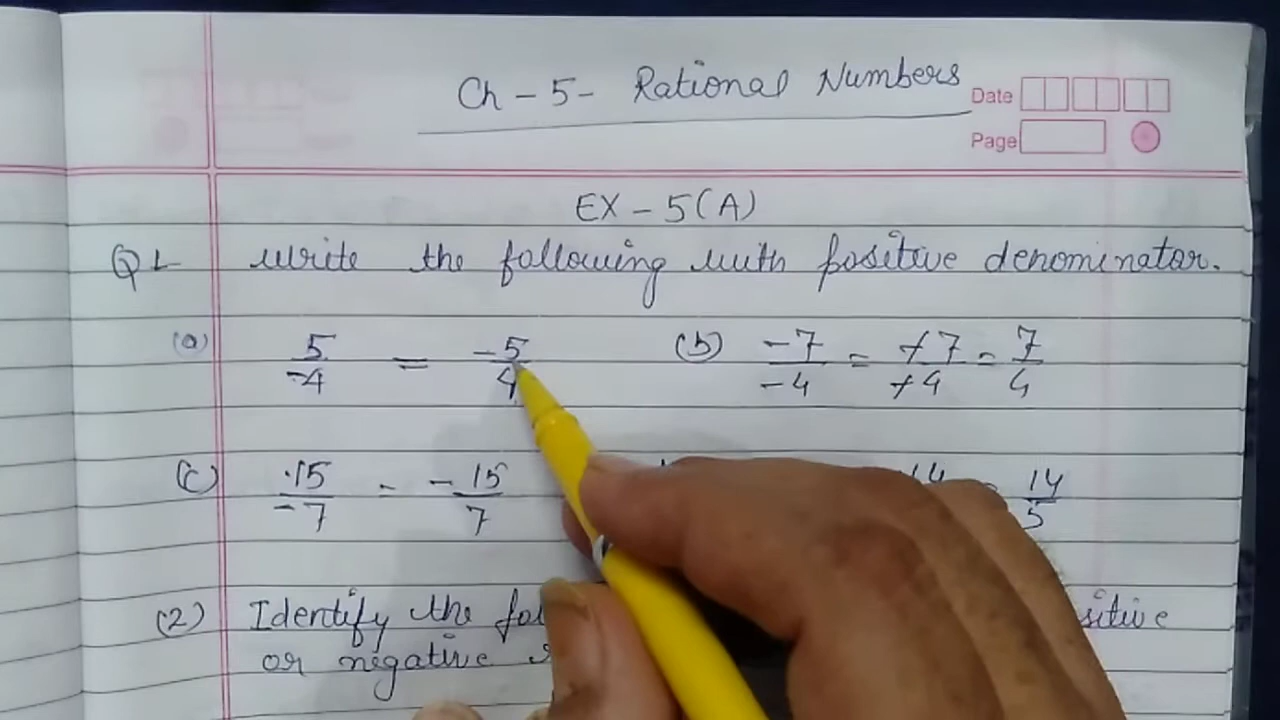 Ch - 5 - Rational Numbers
Date
Page
EX - 5(A)
Q1 Write the following with positive denominator.
(a) 5/-4 = -5/4 (b) -7/-4 = +7/+4 = 7/4
(c) 15/-7 = -15/7 14 = 14/5
(2) Identify the
or negative